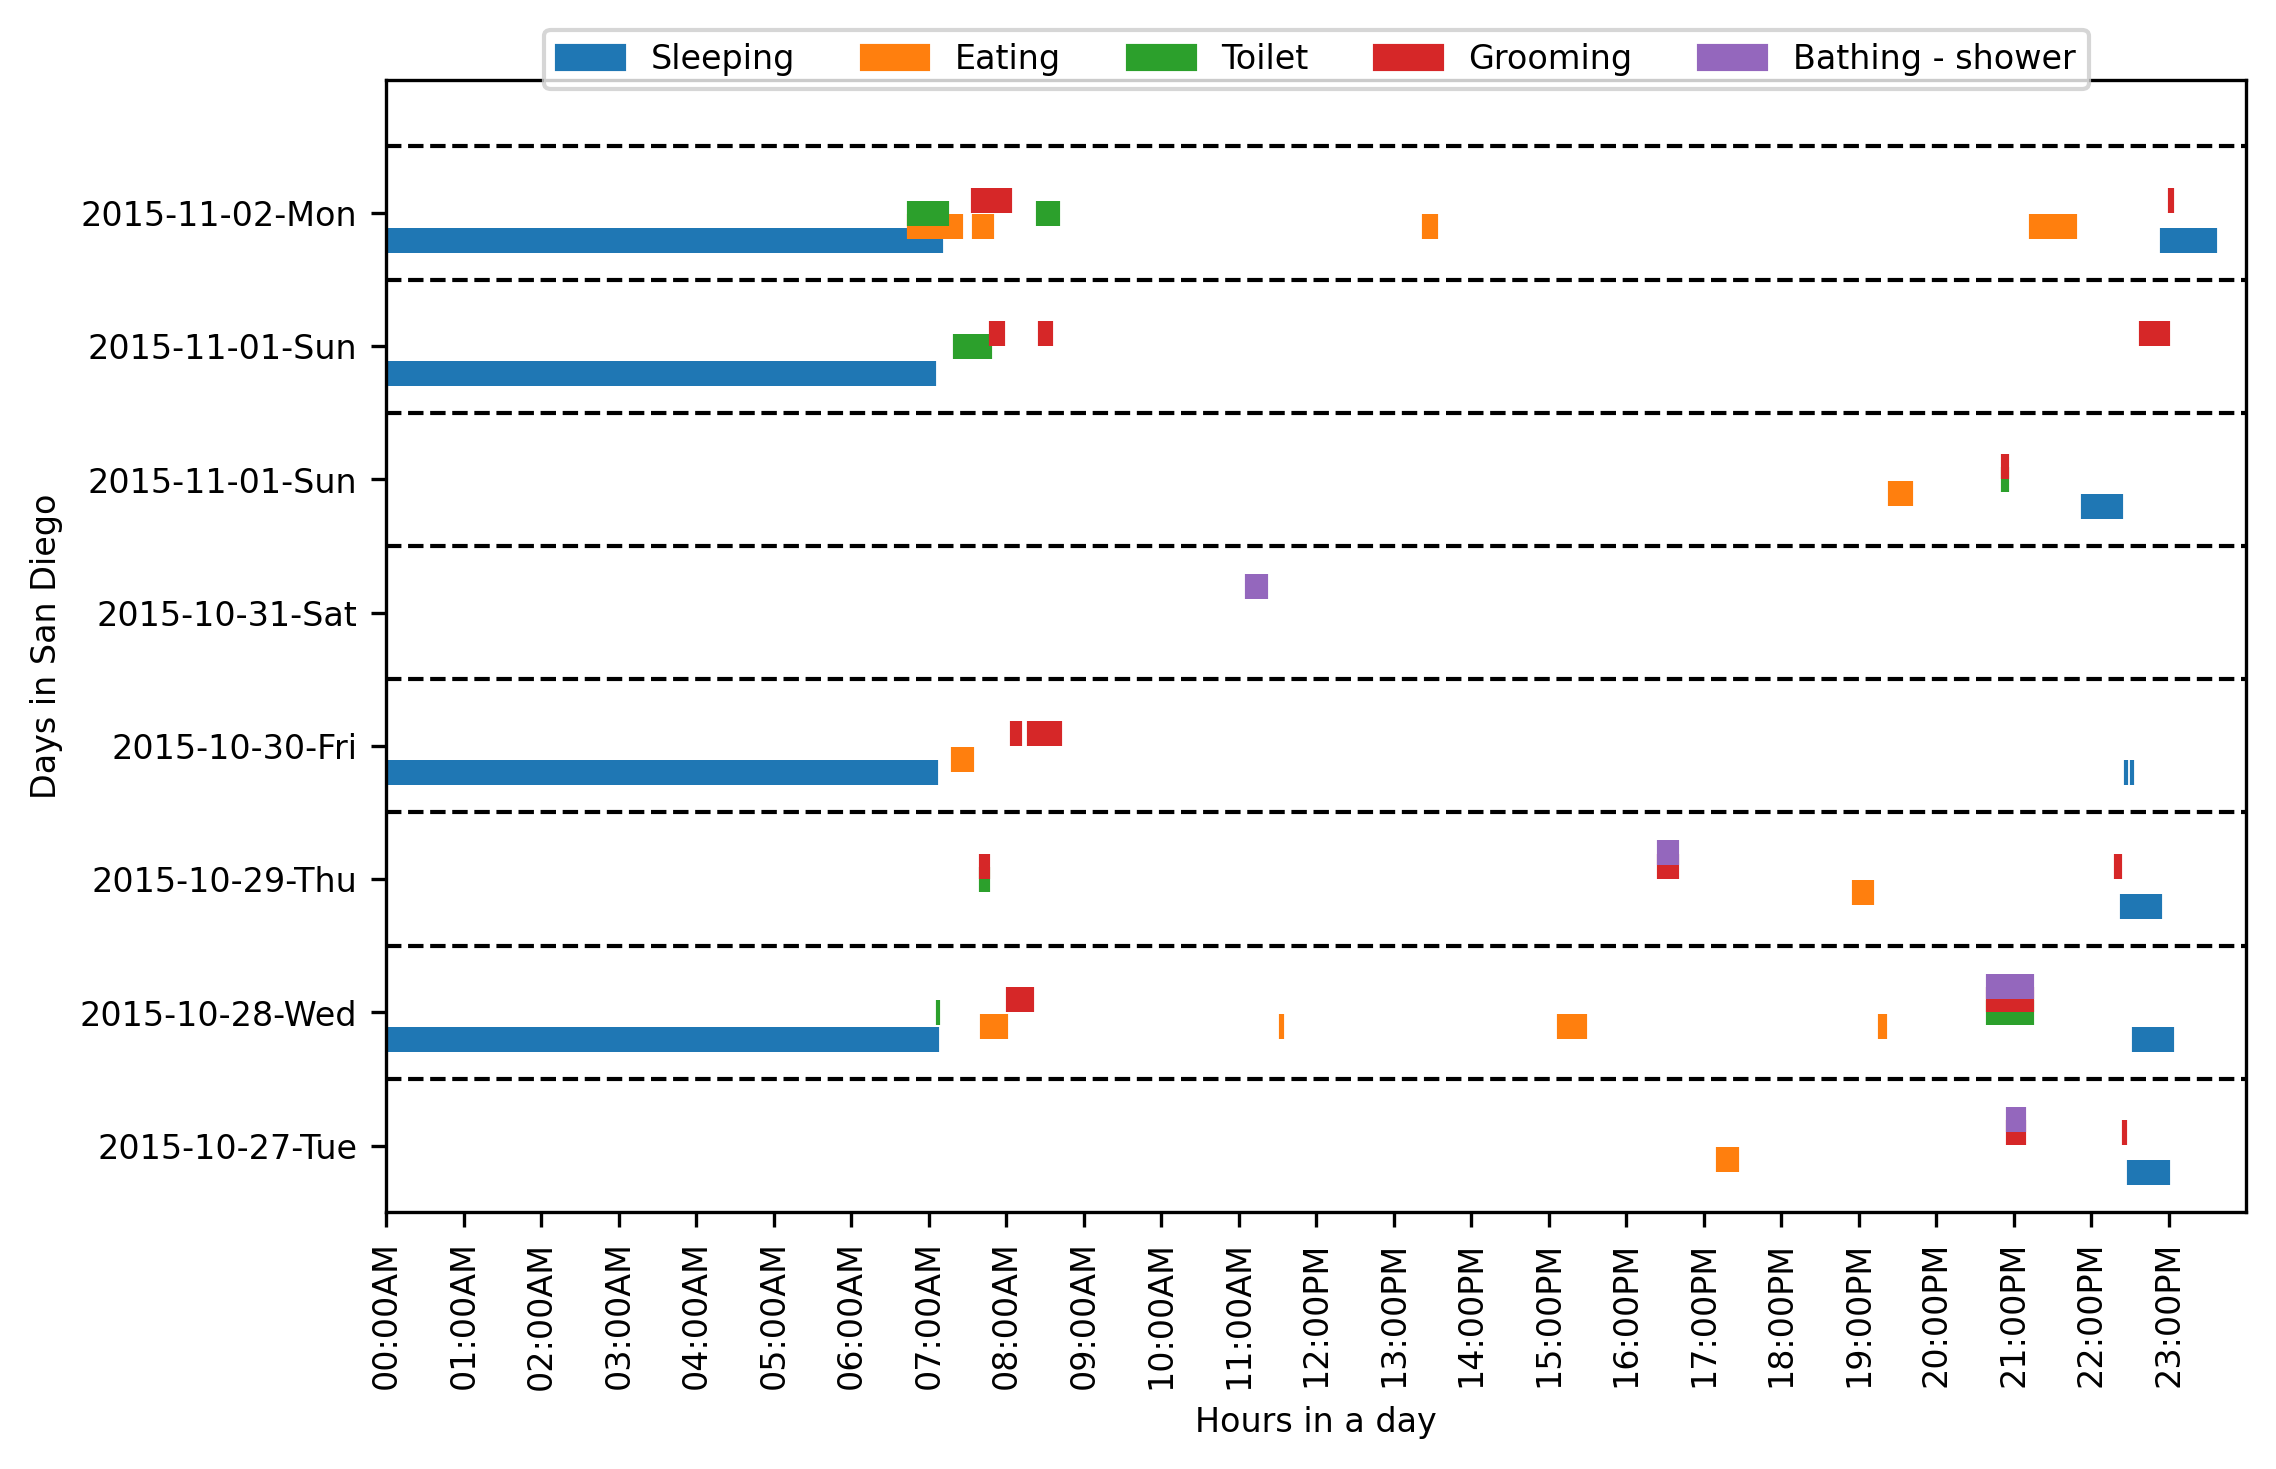 Sleeping Eating Toilet Grooming Bathing - shower
2015-11-02-Mon
2015-11-01-Sun
2015-11-01-Sun
2015-10-31-Sat
2015-10-30-Fri
2015-10-29-Thu
2015-10-28-Wed
2015-10-27-Tue
Days in San Diego
00:00AM
01:00AM
02:00AM
03:00AM
04:00AM
05:00AM
06:00AM
07:00AM
08:00AM
09:00AM
10:00AM
11:00AM
12:00PM
13:00PM
14:00PM
15:00PM
16:00PM
17:00PM
18:00PM
19:00PM
20:00PM
21:00PM
22:00PM
23:00PM
Hours in a day